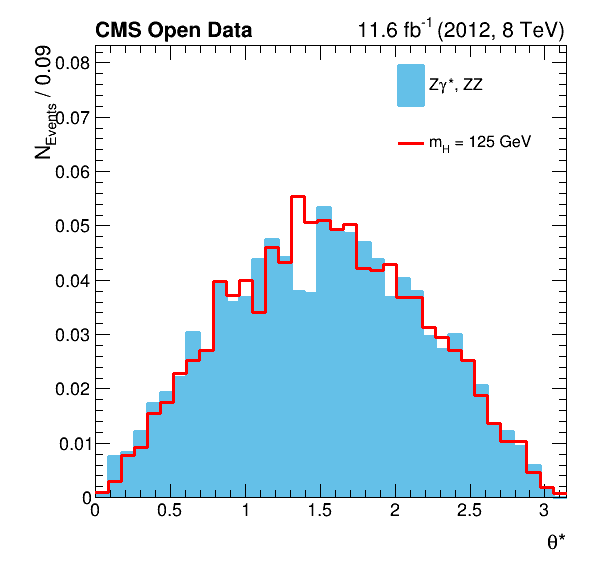 CMS Open Data 11.6 fb⁻¹ (2012, 8 TeV)
N_Events / 0.09
0.08
0.07
0.06
0.05
0.04
0.03
0.02
0.01
0
Zγ*, ZZ
m_H = 125 GeV
0 0.5 1 1.5 2 2.5 3
θ*